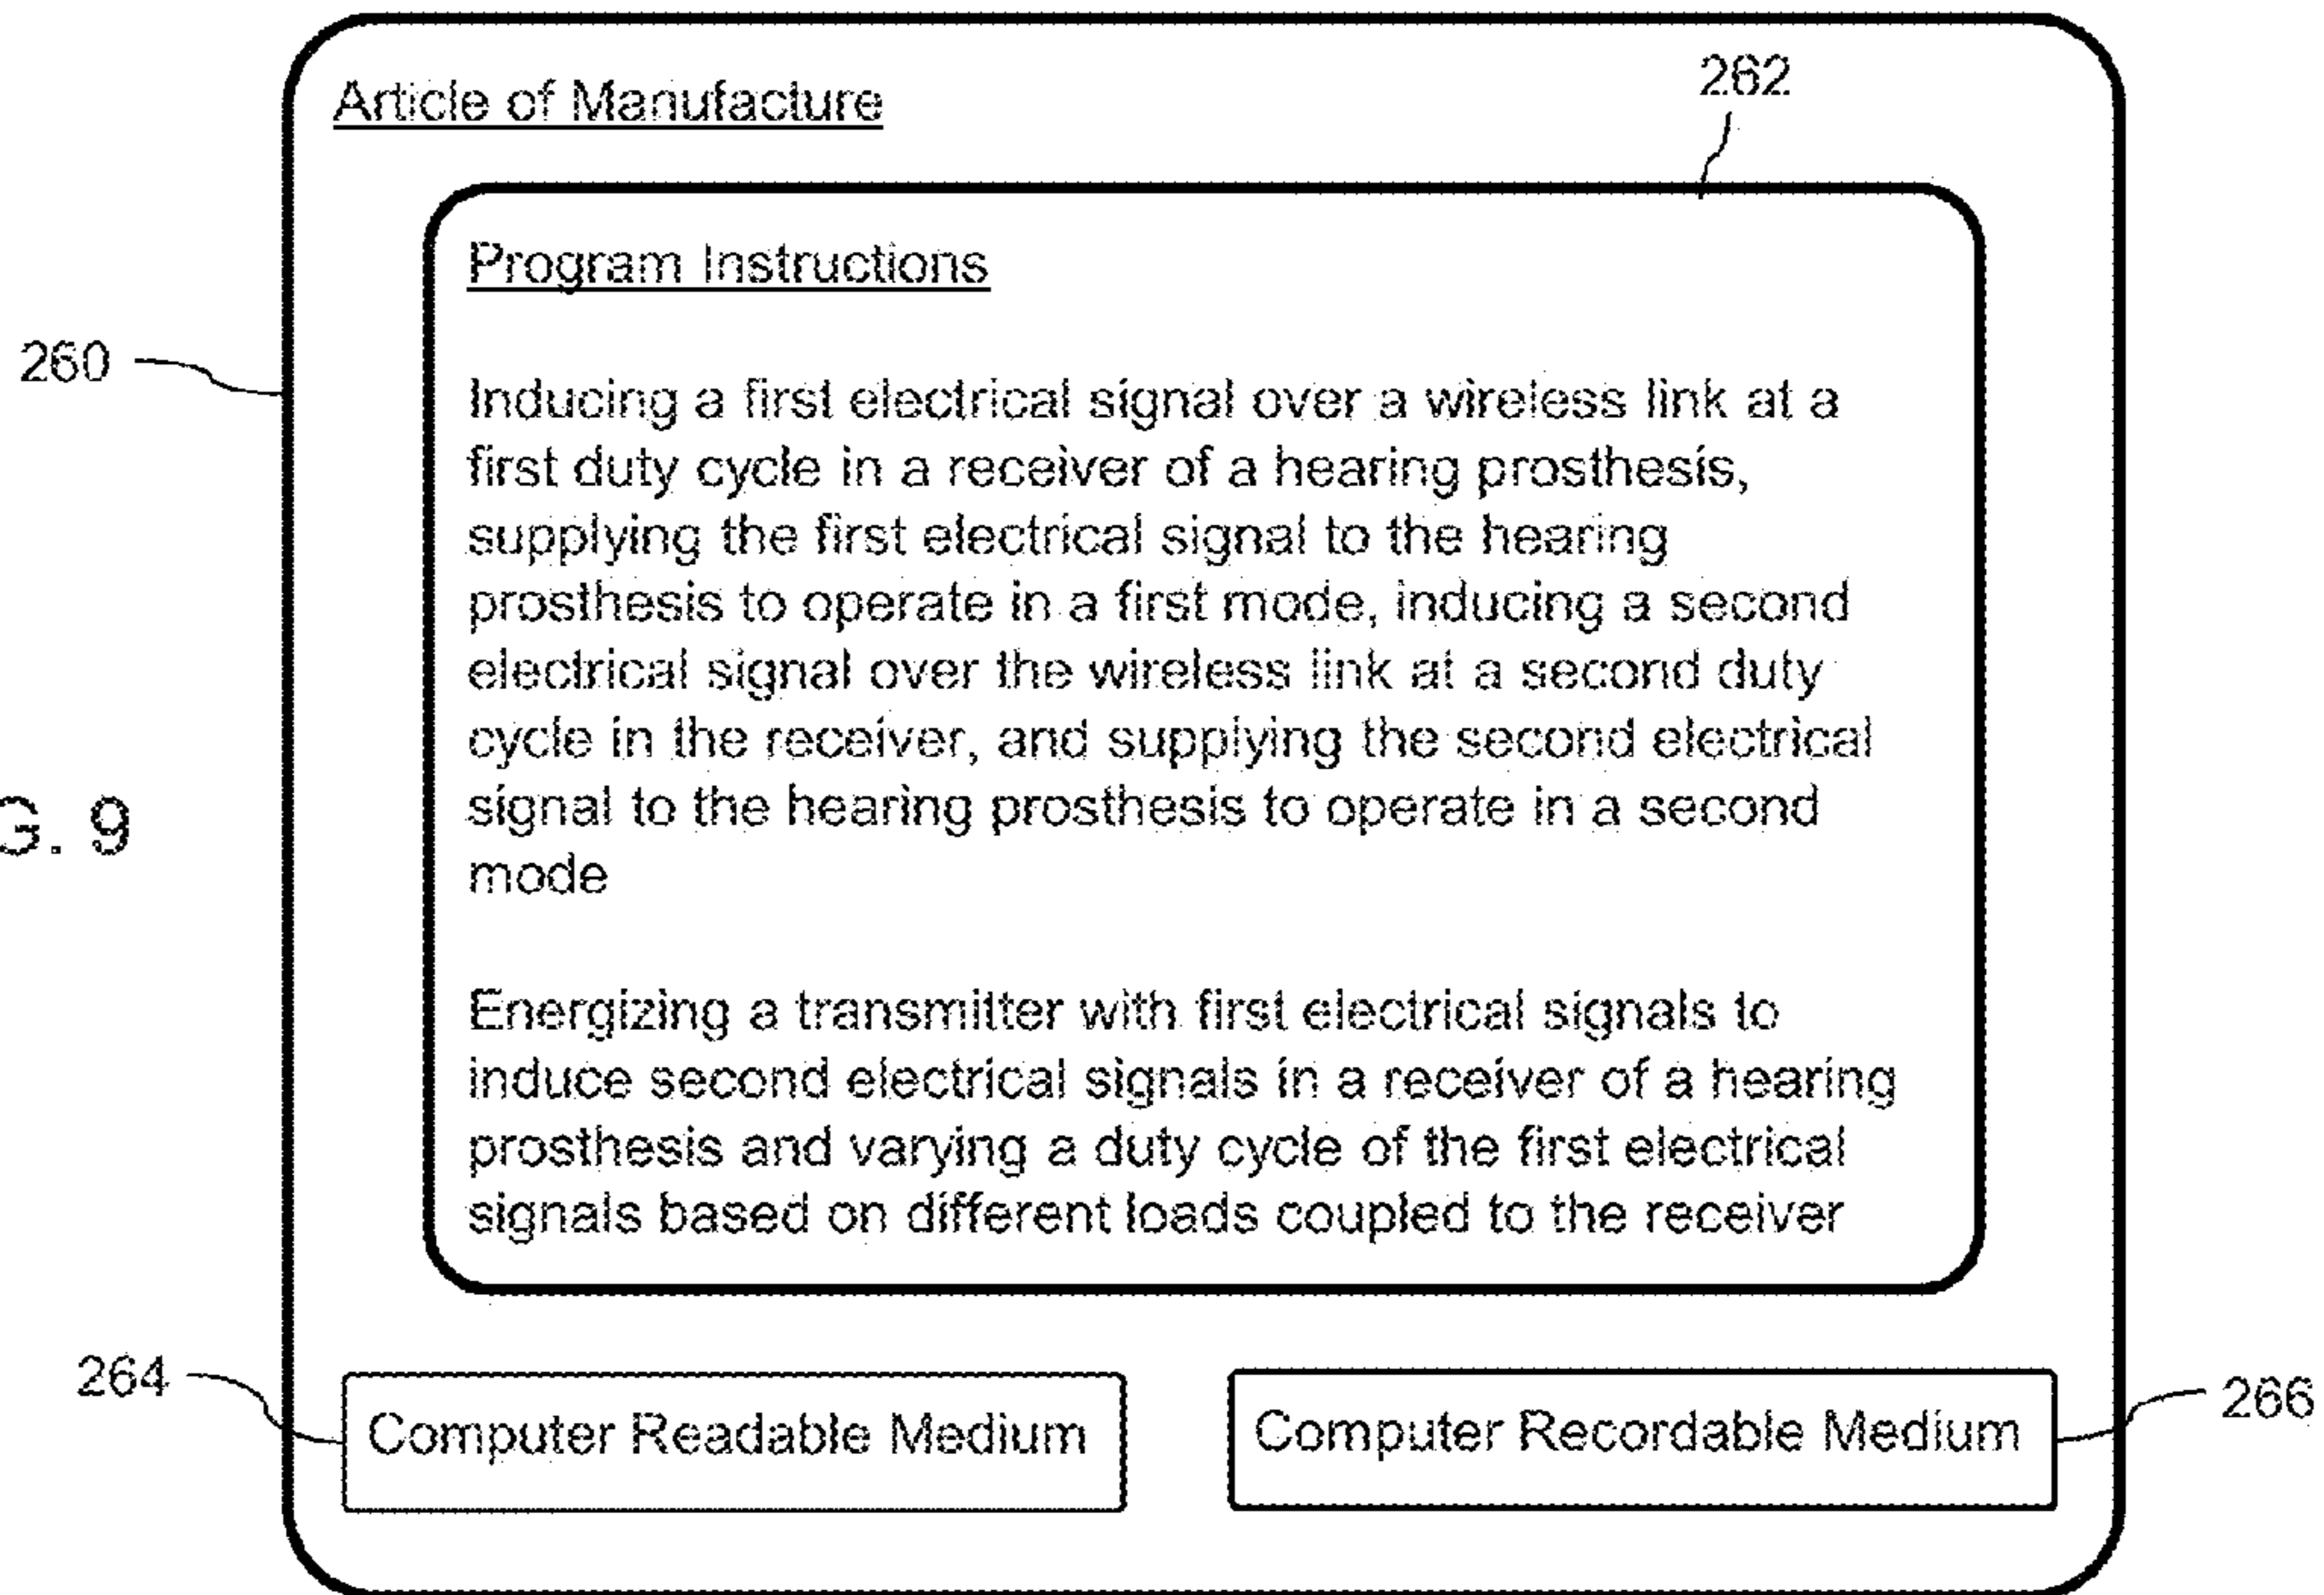 Article of Manufacture
262
Program Instructions
260
Inducing a first electrical signal over a wireless link at a
first duty cycle in a receiver of a hearing prosthesis,
supplying the first electrical signal to the hearing
prosthesis to operate in a first mode, inducing a second
electrical signal over the wireless link at a second duty
cycle in the receiver, and supplying the second electrical
signal to the hearing prosthesis to operate in a second
mode
G. 9
Energizing a transmitter with first electrical signals to
induce second electrical signals in a receiver of a hearing
prosthesis and varying a duty cycle of the first electrical
signals based on different loads coupled to the receiver
264
Computer Readable Medium
Computer Recordable Medium
266